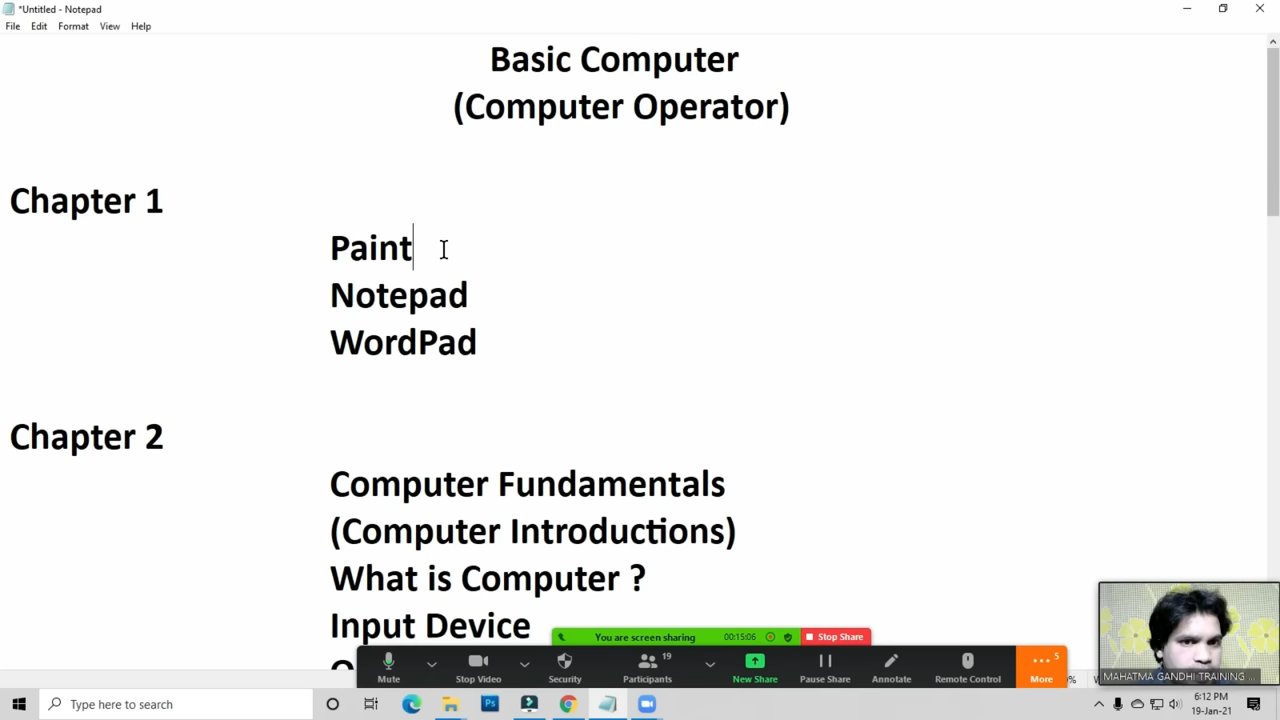 *Untitled - Notepad
File Edit Format View Help
Basic Computer
(Computer Operator)
Chapter 1
Paint
Notepad
WordPad
Chapter 2
Computer Fundamentals
(Computer Introductions)
What is Computer ?
Input Device
You are screen sharing 00:15:06 Stop Share
Mute Stop Video Security Participants 19 New Share Pause Share Annotate Remote Control More 5
MAHATMA GANDHI TRAINING ...
Type here to search
6:12 PM
19-Jan-21